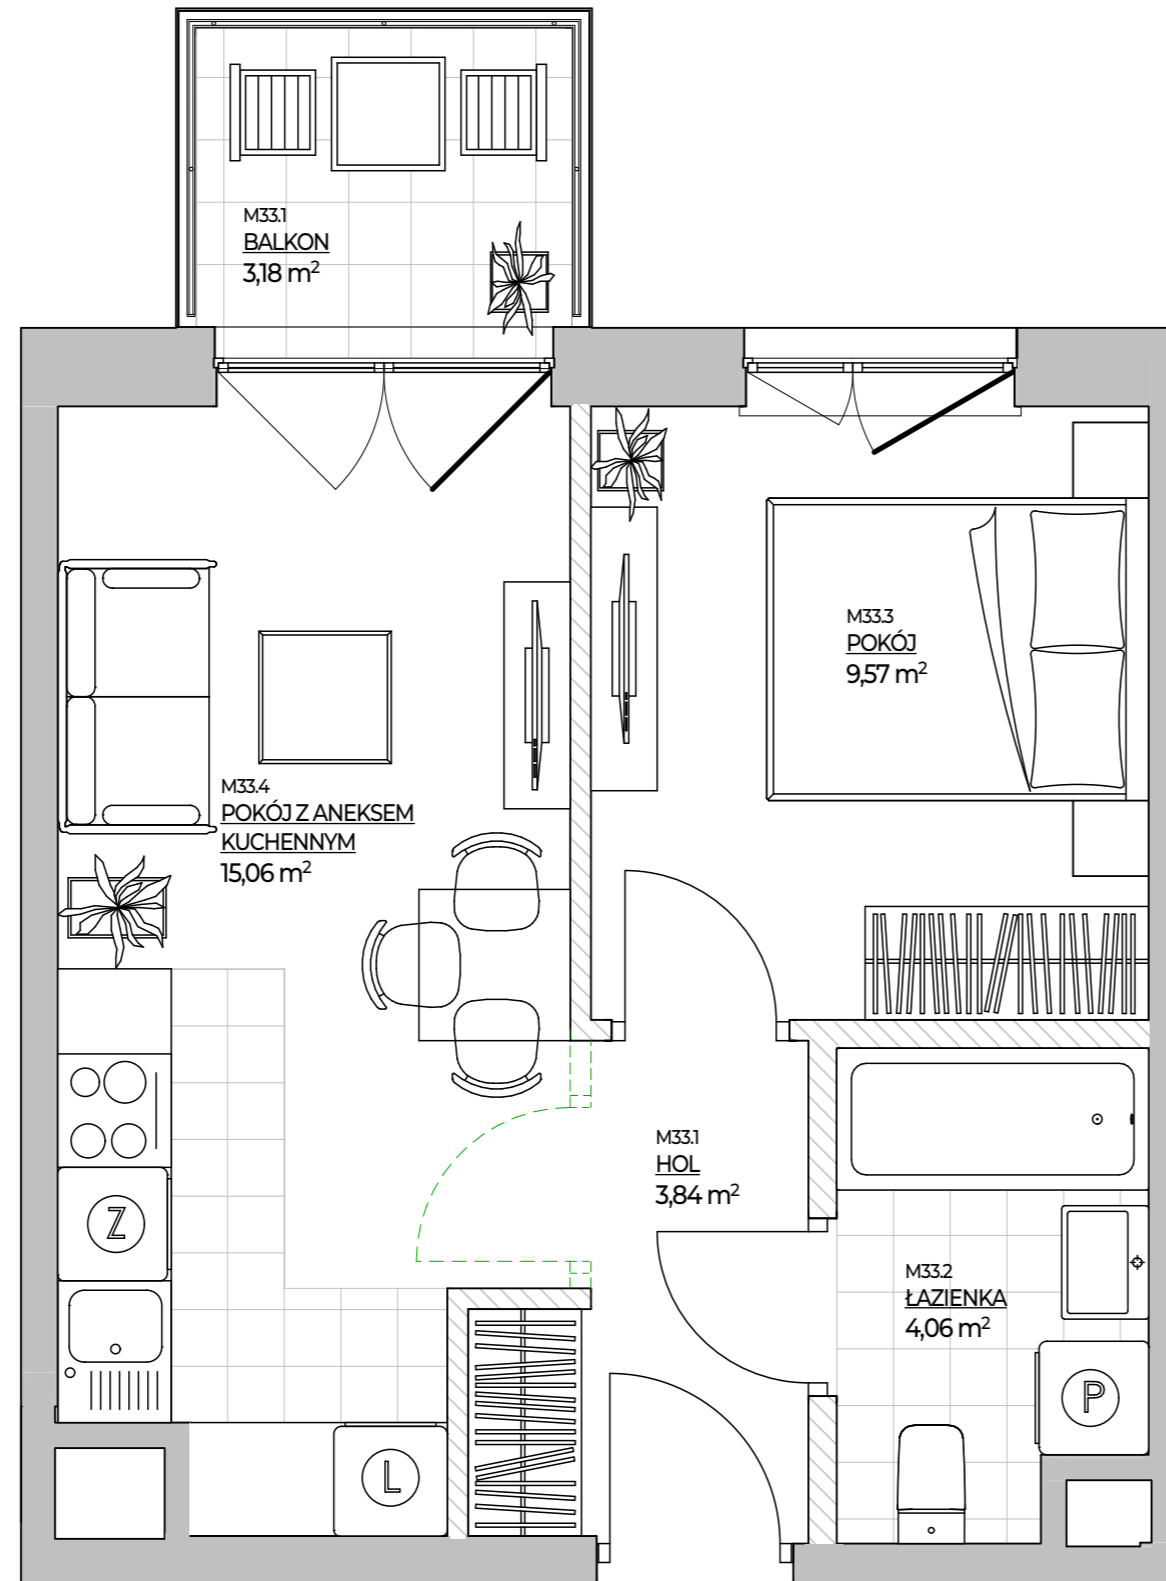 M33.1
BALKON
3,18 m²
M33.3
POKÓJ
9,57 m²
M33.4
POKÓJ Z ANEKSEM
KUCHENNYM
15,06 m²
M33.1
HOL
3,84 m²
Z
M33.2
ŁAZIENKA
4,06 m²
P
L